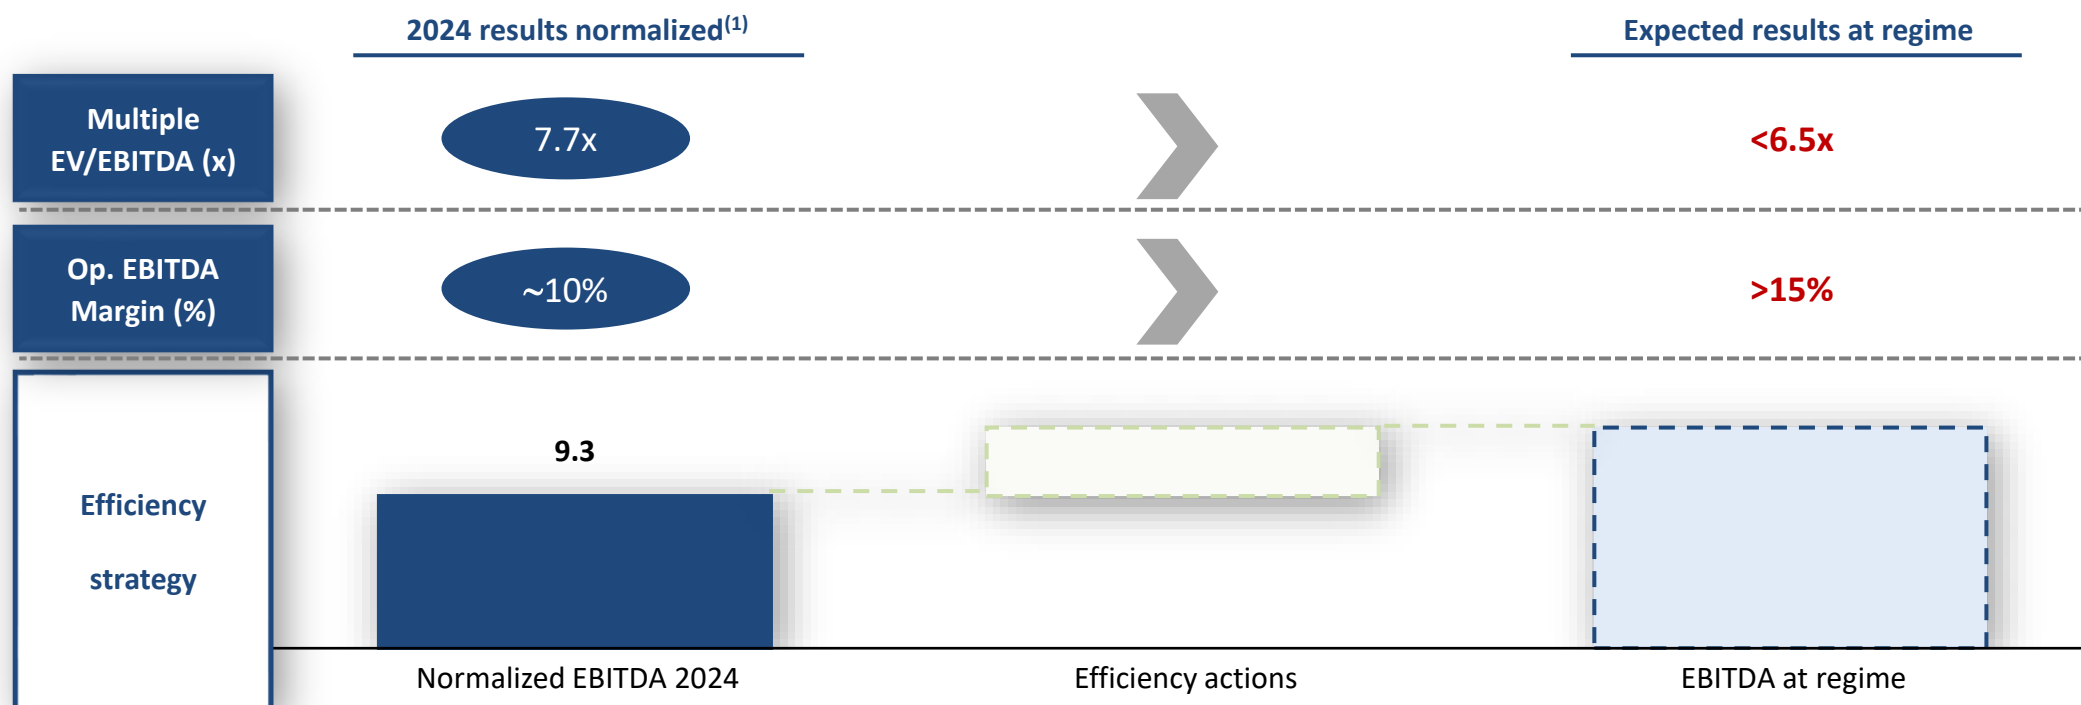 2024 results normalized(1)
Expected results at regime
Multiple
EV/EBITDA (x)
7.7x
<6.5x
Op. EBITDA
Margin (%)
~10%
>15%
Efficiency
strategy
9.3
Normalized EBITDA 2024
Efficiency actions
EBITDA at regime